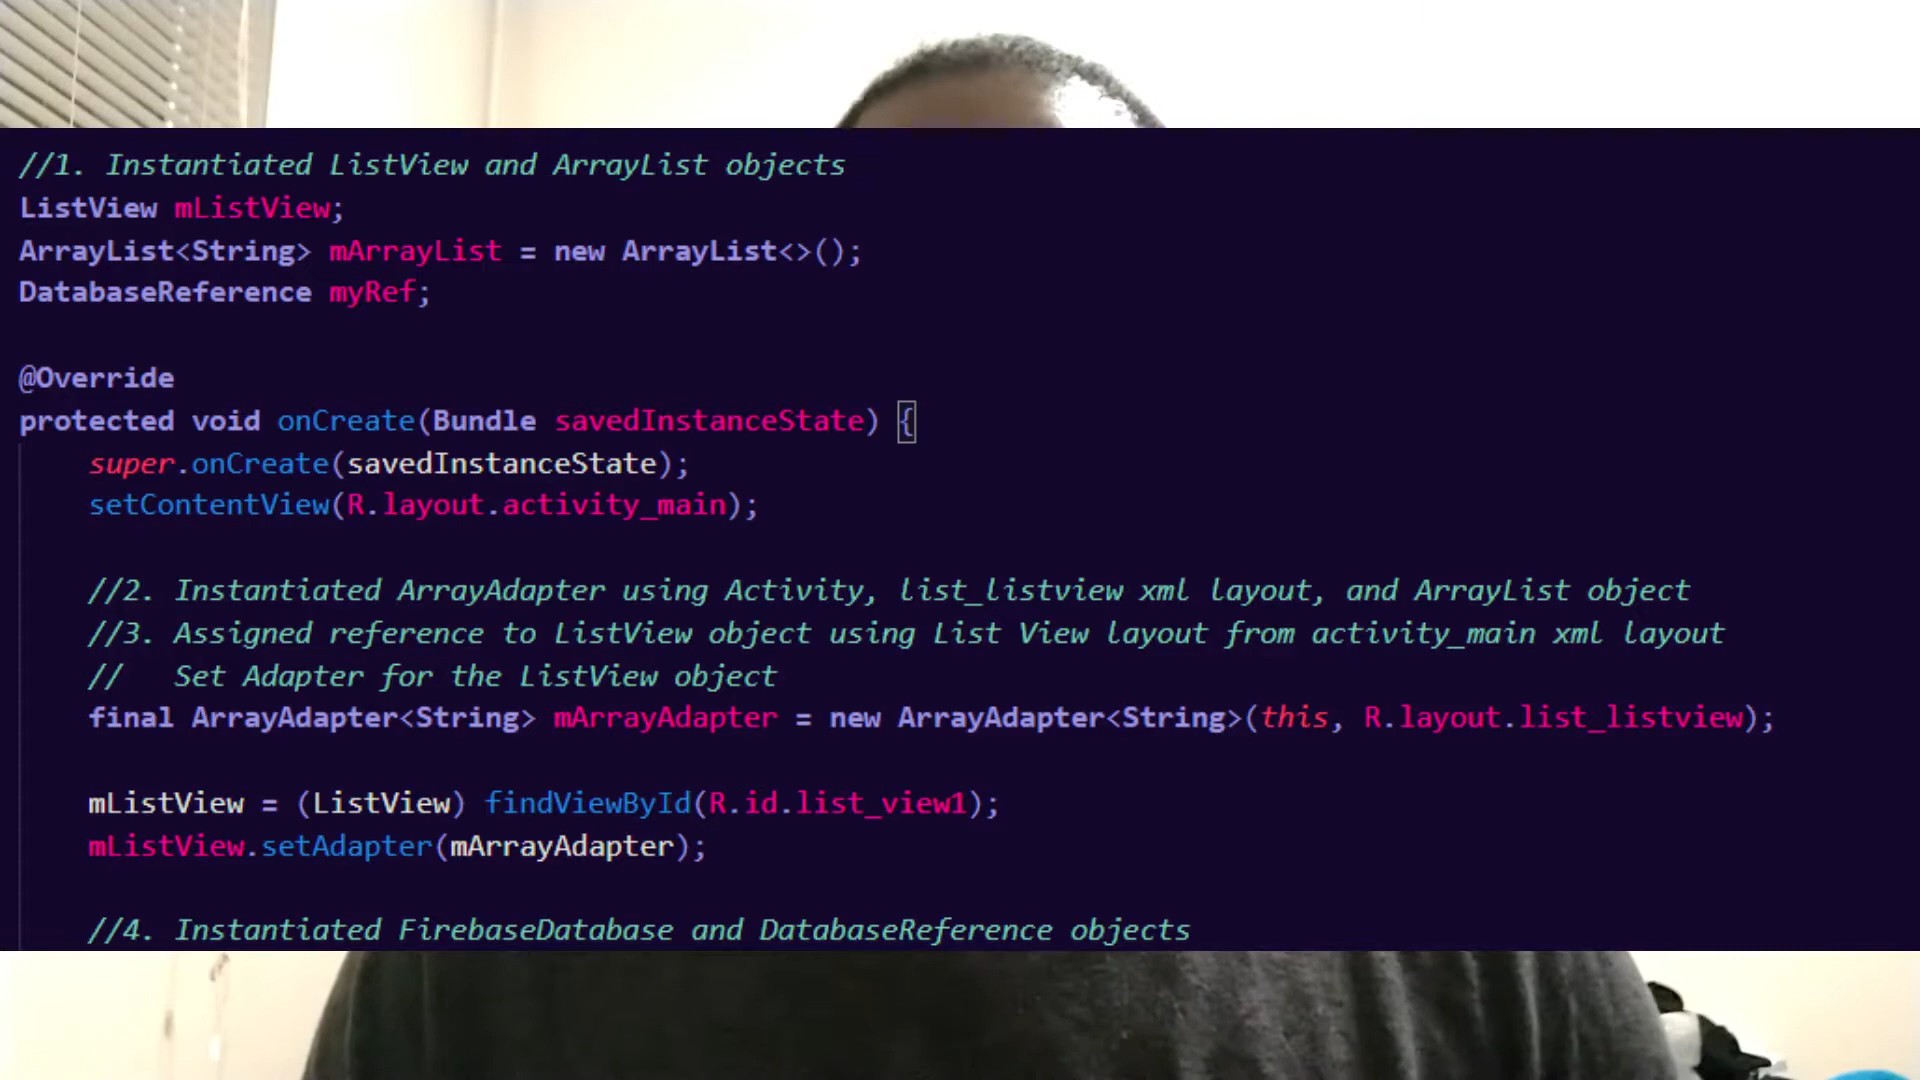 //1. Instantiated ListView and ArrayList objects
ListView mListView;
ArrayList<String> mArrayList = new ArrayList<>();
DatabaseReference myRef;
@Override
protected void onCreate(Bundle savedInstanceState) {
super.onCreate(savedInstanceState);
setContentView(R.layout.activity_main);
//2. Instantiated ArrayAdapter using Activity, list_listview xml layout, and ArrayList object
//3. Assigned reference to ListView object using List View layout from activity_main xml layout
// Set Adapter for the ListView object
final ArrayAdapter<String> mArrayAdapter = new ArrayAdapter<String>(this, R.layout.list_listview);
mListView = (ListView) findViewById(R.id.list_view1);
mListView.setAdapter(mArrayAdapter);
//4. Instantiated FirebaseDatabase and DatabaseReference objects